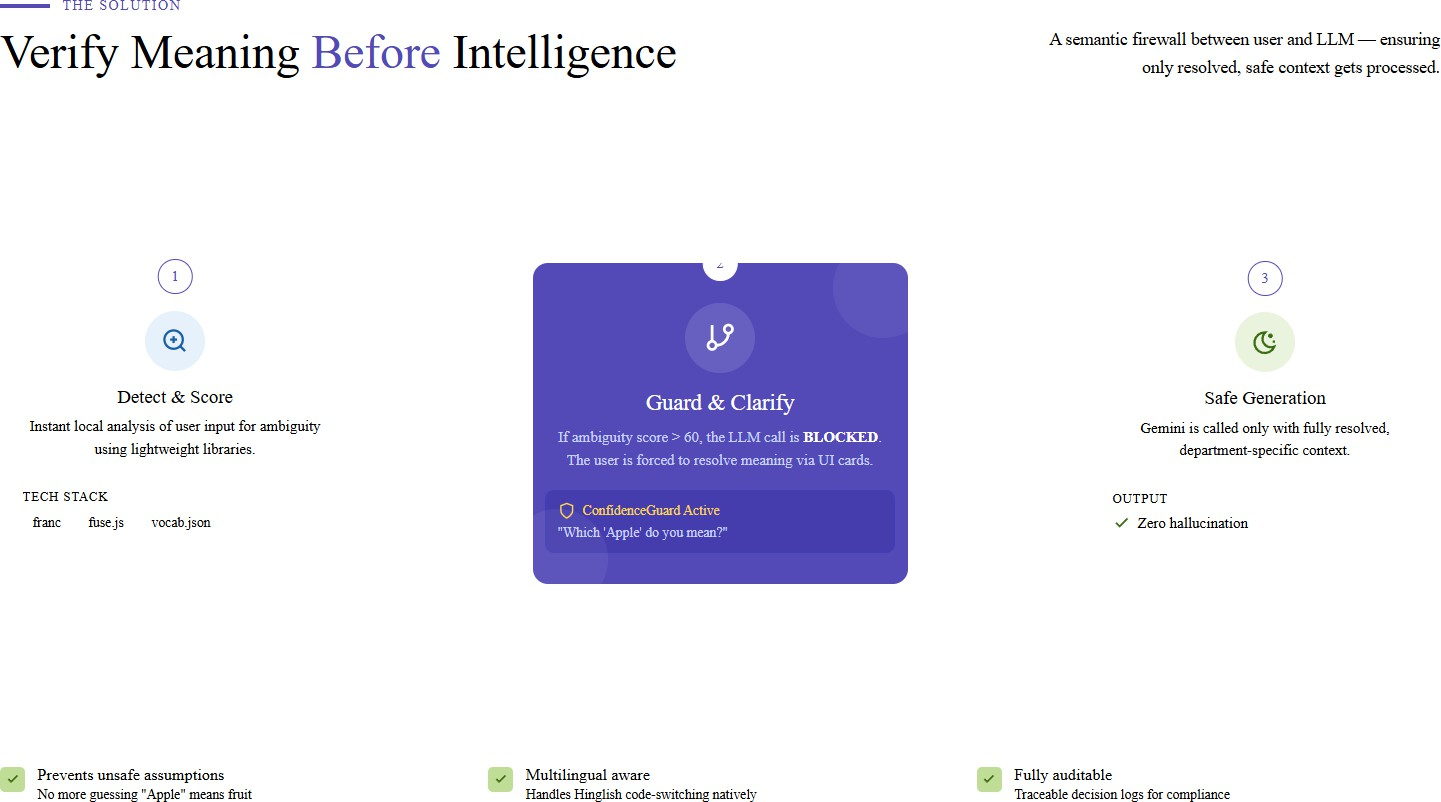 THE SOLUTION
Verify Meaning Before Intelligence
A semantic firewall between user and LLM — ensuring
only resolved, safe context gets processed.
1
Detect & Score
Instant local analysis of user input for ambiguity
using lightweight libraries.
TECH STACK
franc fuse.js vocab.json
2
Guard & Clarify
If ambiguity score > 60, the LLM call is BLOCKED.
The user is forced to resolve meaning via UI cards.
ConfidenceGuard Active
"Which 'Apple' do you mean?"
3
Safe Generation
Gemini is called only with fully resolved,
department-specific context.
OUTPUT
Zero hallucination
Prevents unsafe assumptions
No more guessing "Apple" means fruit
Multilingual aware
Handles Hinglish code-switching natively
Fully auditable
Traceable decision logs for compliance